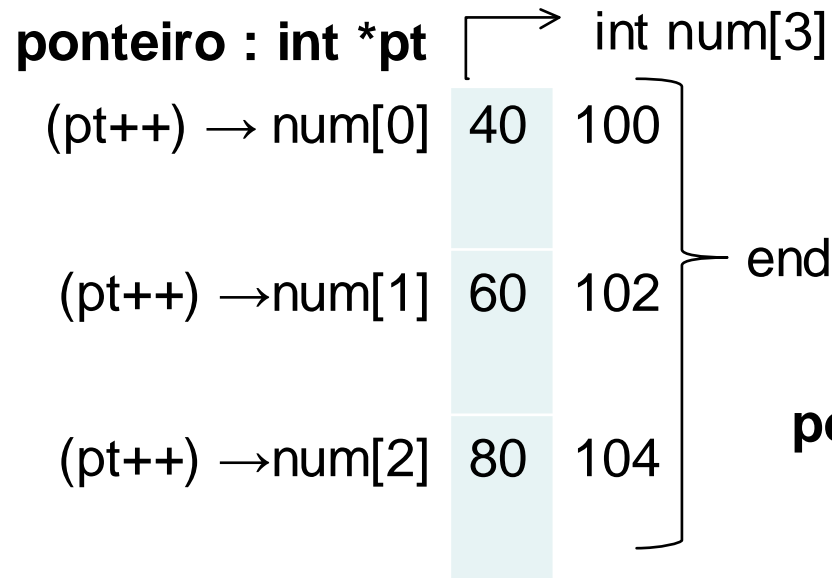 ponteiro : int *pt
int num[3]
(pt++) → num[0] 40 100
(pt++) →num[1] 60 102
end
(pt++) →num[2] 80 104